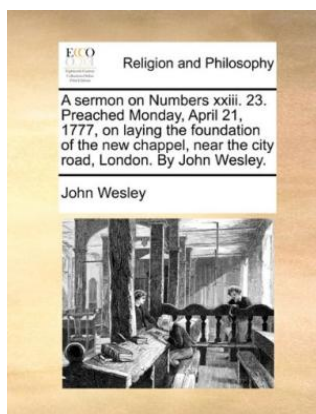 ECCO
Religion and Philosophy
A sermon on Numbers xxiii. 23.
Preached Monday, April 21,
1777, on laying the foundation
of the new chappel, near the city
road, London. By John Wesley.
John Wesley